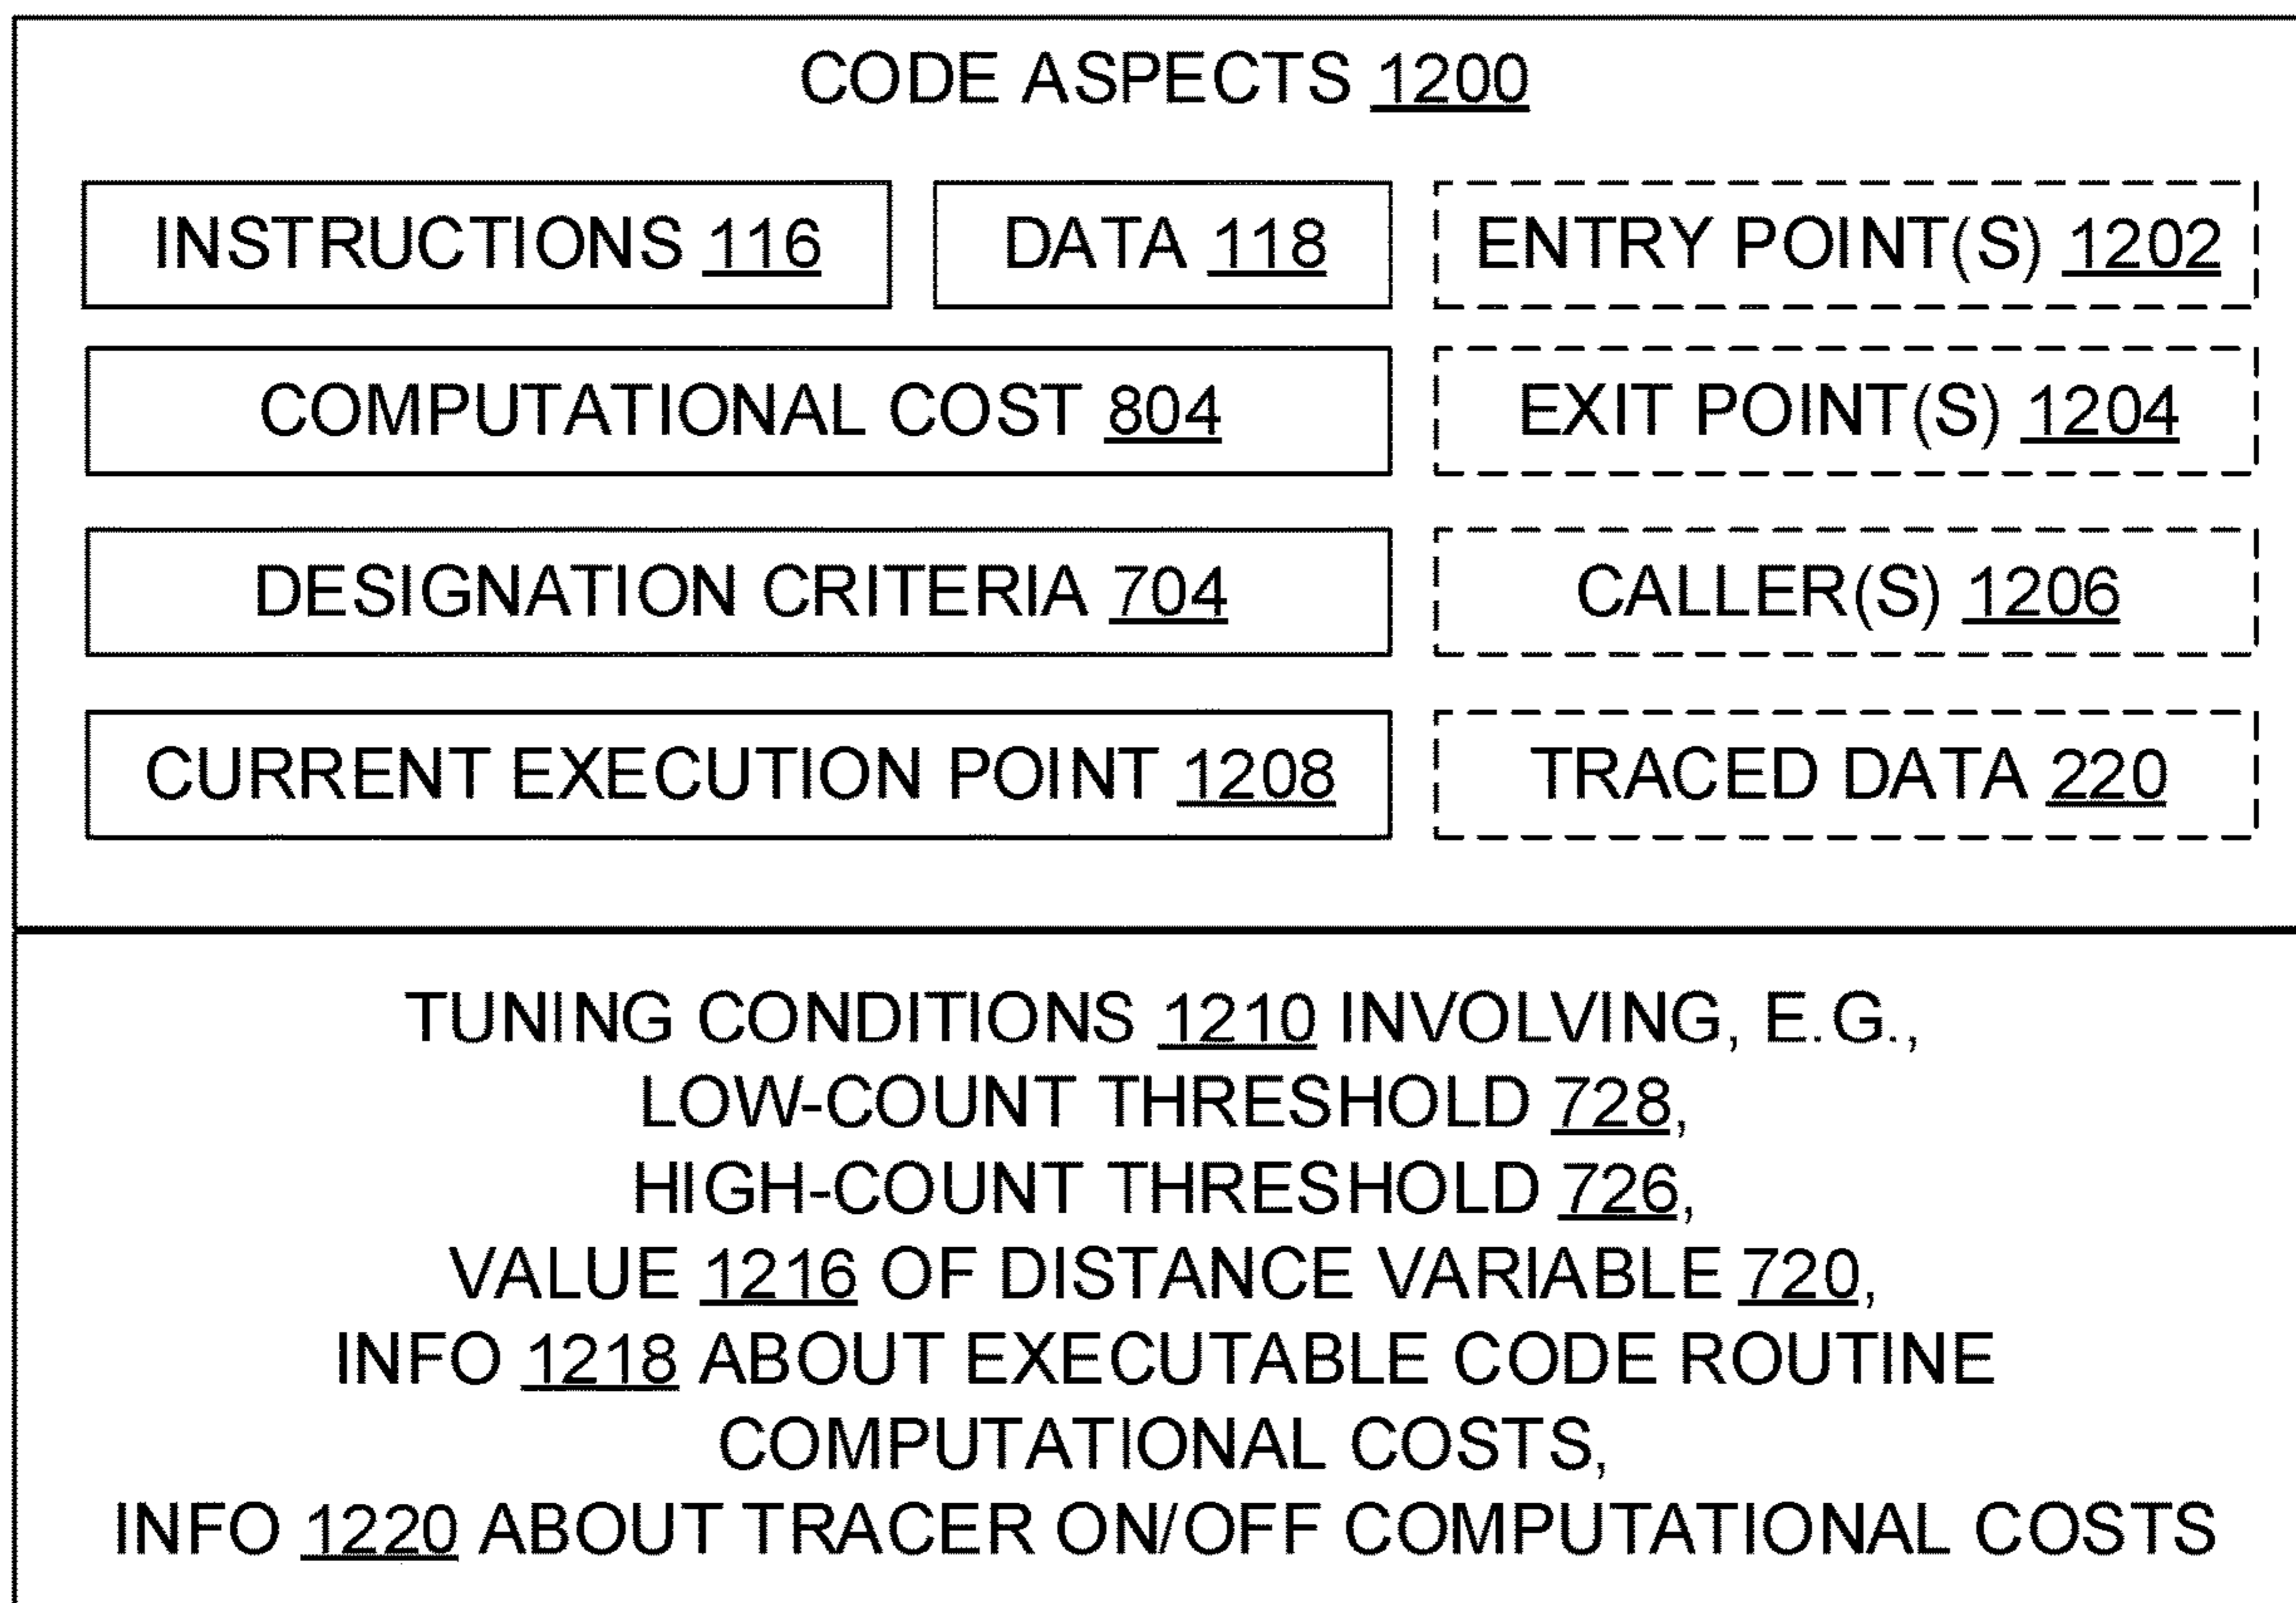 CODE ASPECTS 1200
INSTRUCTIONS 116
DATA 118
ENTRY POINT(S) 1202
COMPUTATIONAL COST 804
EXIT POINT(S) 1204
DESIGNATION CRITERIA 704
CALLER(S) 1206
CURRENT EXECUTION POINT 1208
TRACED DATA 220
TUNING CONDITIONS 1210 INVOLVING, E.G.,
LOW-COUNT THRESHOLD 728,
HIGH-COUNT THRESHOLD 726,
VALUE 1216 OF DISTANCE VARIABLE 720,
INFO 1218 ABOUT EXECUTABLE CODE ROUTINE
COMPUTATIONAL COSTS,
INFO 1220 ABOUT TRACER ON/OFF COMPUTATIONAL COSTS